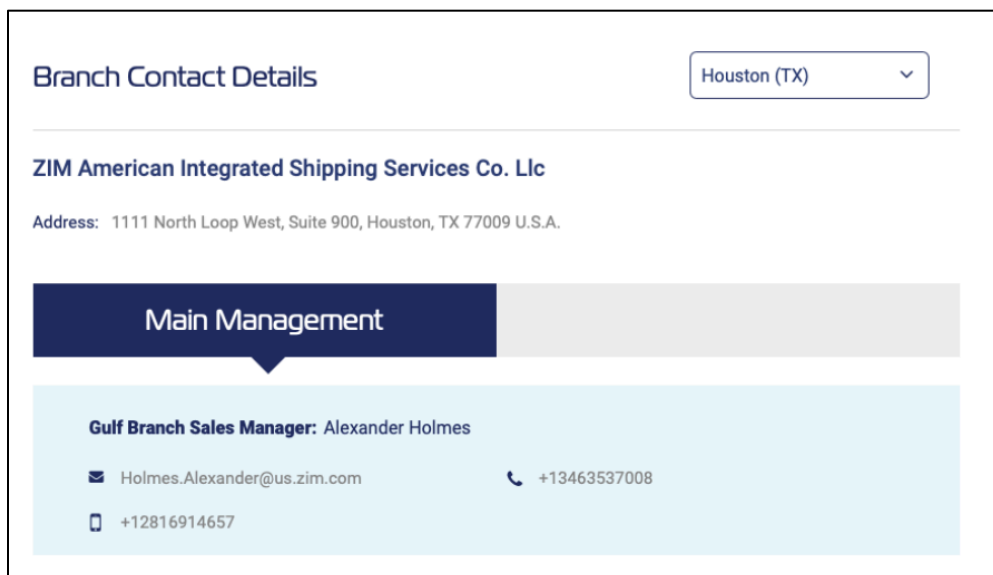 Branch Contact Details
Houston (TX)
ZIM American Integrated Shipping Services Co. Llc
Address: 1111 North Loop West, Suite 900, Houston, TX 77009 U.S.A.
Main Management
Gulf Branch Sales Manager: Alexander Holmes
Holmes.Alexander@us.zim.com
+13463537008
+12816914657